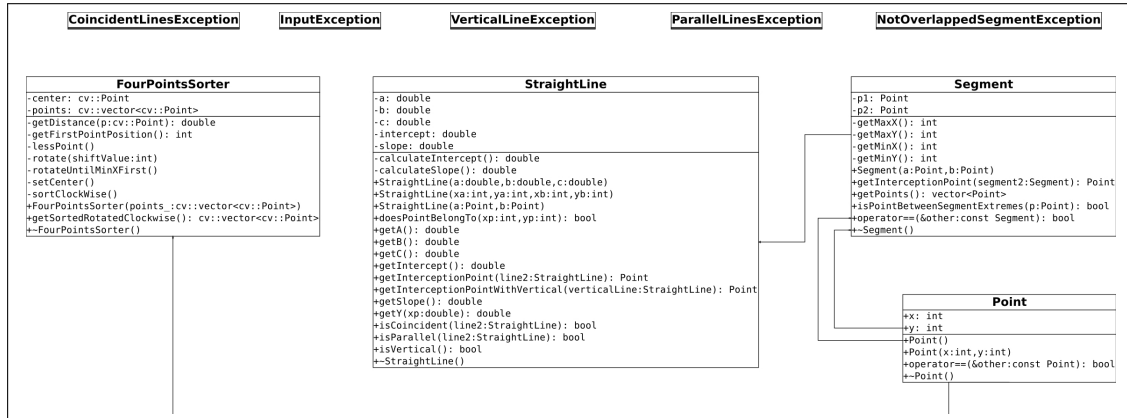 CoincidentLinesException
InputException
VerticalLineException
ParallelLinesException
NotOverlappedSegmentException
FourPointsSorter
-center: cv::Point
-points: cv::vector<cv::Point>
-getDistance(p:cv::Point): double
-getFirstPointPosition(): int
-lessPoint()
-rotate(shiftValue:int)
-rotateUntilMinXFirst()
-setCenter()
-sortClockWise()
+FourPointsSorter(points_:cv::vector<cv::Point>)
+getSortedRotatedClockwise(): cv::vector<cv::Point>
+~FourPointsSorter()
StraightLine
-a: double
-b: double
-c: double
-intercept: double
-slope: double
-calculateIntercept(): double
-calculateSlope(): double
+StraightLine(a:double,b:double,c:double)
+StraightLine(xa:int,ya:int,xb:int,yb:int)
+StraightLine(a:Point,b:Point)
+doesPointBelongTo(xp:int,yp:int): bool
+getA(): double
+getB(): double
+getC(): double
+getIntercept(): double
+getInterceptionPoint(line2:StraightLine): Point
+getInterceptionPointWithVertical(verticalLine:StraightLine): Point
+getSlope(): double
+getY(xp:double): double
+isCoincident(line2:StraightLine): bool
+isParallel(line2:StraightLine): bool
+isVertical(): bool
+~StraightLine()
Segment
-p1: Point
-p2: Point
-getMaxX(): int
-getMaxY(): int
-getMinX(): int
-getMinY(): int
+Segment(a:Point,b:Point)
+getInterceptionPoint(segment2:Segment): Point
+getPoints(): vector<Point>
+isPointBetweenSegmentExtremes(p:Point): bool
+operator==(&other:const Segment): bool
+~Segment()
Point
+x: int
+y: int
+Point()
+Point(x:int,y:int)
+operator==(&other:const Point): bool
+~Point()